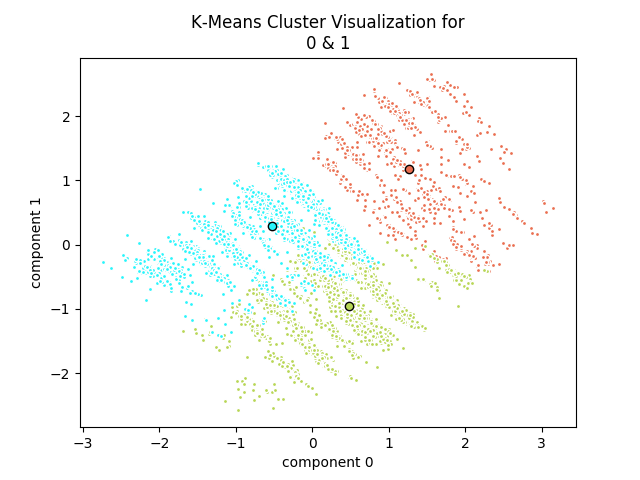 K-Means Cluster Visualization for
0 & 1
component 1
2
1
0
−1
−2
−3 −2 −1 0 1 2 3
component 0